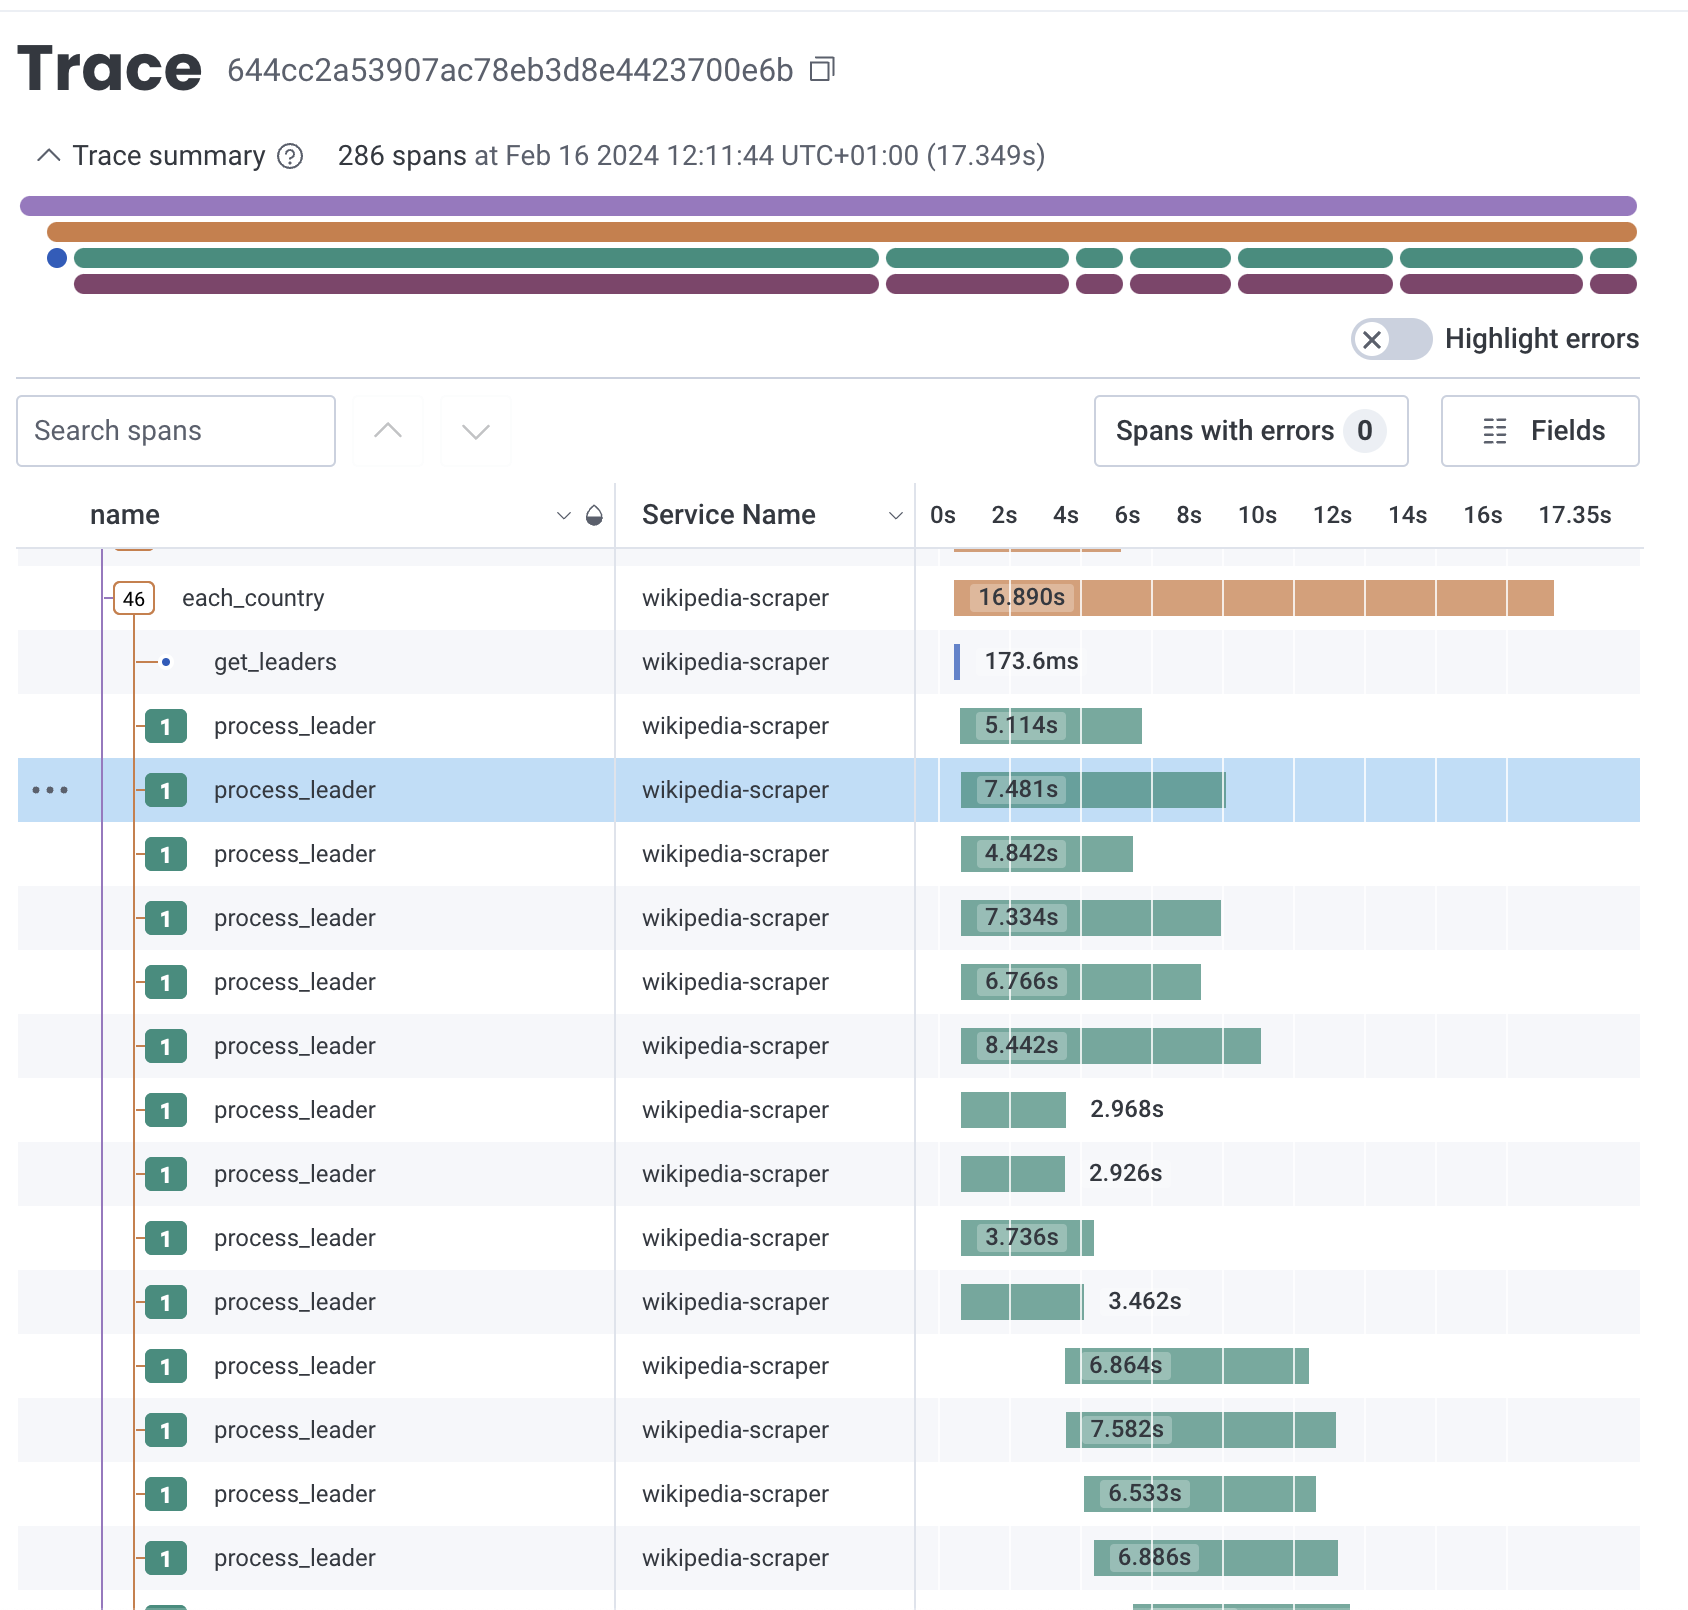 Trace 644cc2a53907ac78eb3d8e4423700e6b
Trace summary ? 286 spans at Feb 16 2024 12:11:44 UTC+01:00 (17.349s)
Highlight errors
Search spans
Spans with errors 0
Fields
name Service Name 0s 2s 4s 6s 8s 10s 12s 14s 16s 17.35s
46 each_country wikipedia-scraper 16.890s
get_leaders wikipedia-scraper 173.6ms
1 process_leader wikipedia-scraper 5.114s
1 process_leader wikipedia-scraper 7.481s
1 process_leader wikipedia-scraper 4.842s
1 process_leader wikipedia-scraper 7.334s
1 process_leader wikipedia-scraper 6.766s
1 process_leader wikipedia-scraper 8.442s
1 process_leader wikipedia-scraper 2.968s
1 process_leader wikipedia-scraper 2.926s
1 process_leader wikipedia-scraper 3.736s
1 process_leader wikipedia-scraper 3.462s
1 process_leader wikipedia-scraper 6.864s
1 process_leader wikipedia-scraper 7.582s
1 process_leader wikipedia-scraper 6.533s
1 process_leader wikipedia-scraper 6.886s